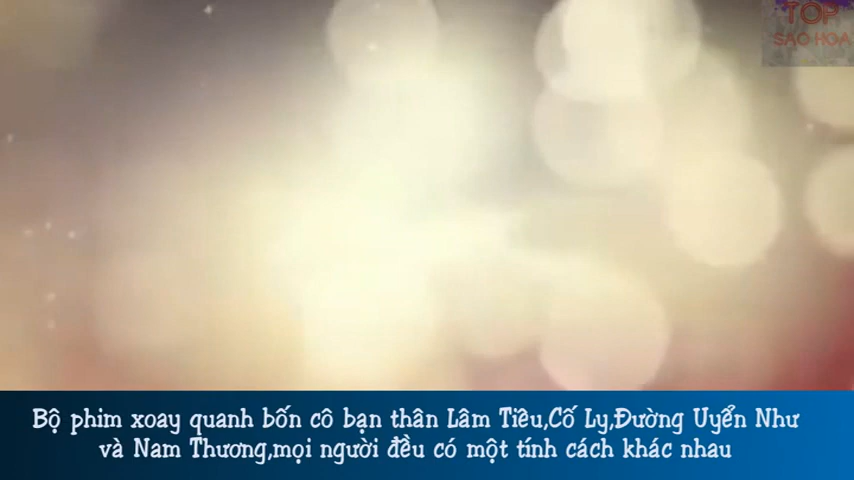 TOP
SAO HOA
Bộ phim xoay quanh bốn cô bạn thân Lâm Tiêu,Cố Ly,Đường Uyển Như
và Nam Thương,mọi người đều có một tính cách khác nhau